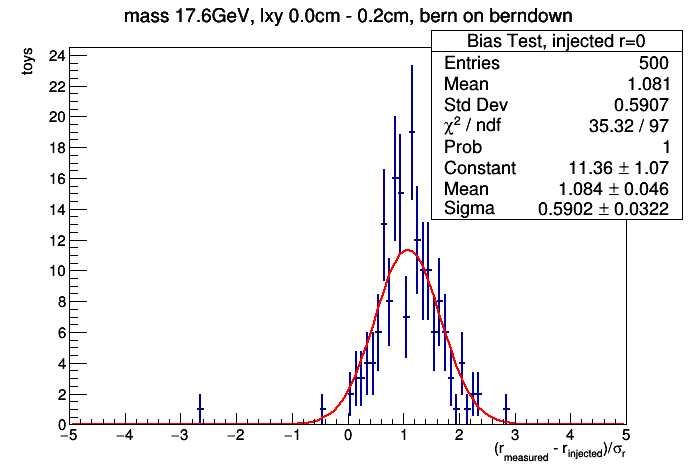 mass 17.6GeV, lxy 0.0cm - 0.2cm, bern on berndown
Bias Test, injected r=0
Entries 500
Mean 1.081
Std Dev 0.5907
χ² / ndf 35.32 / 97
Prob 1
Constant 11.36 ± 1.07
Mean 1.084 ± 0.046
Sigma 0.5902 ± 0.0322
toys
24
22
20
18
16
14
12
10
8
6
4
2
0
−5 −4 −3 −2 −1 0 1 2 3 4 5
(r_measured - r_injected)/σ_r